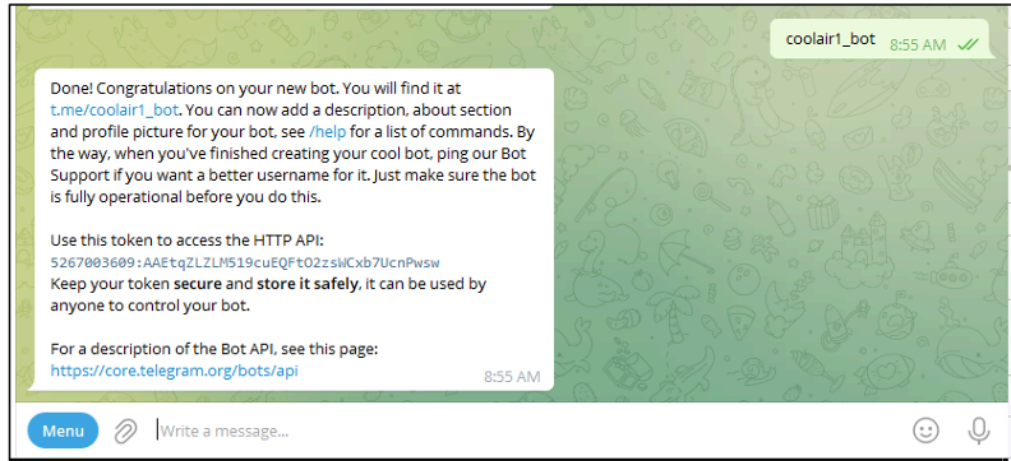 coolair1_bot 8:55 AM
Done! Congratulations on your new bot. You will find it at
t.me/coolair1_bot. You can now add a description, about section
and profile picture for your bot, see /help for a list of commands. By
the way, when you've finished creating your cool bot, ping our Bot
Support if you want a better username for it. Just make sure the bot
is fully operational before you do this.
Use this token to access the HTTP API:
5267003609:AAEtqZLZLM519cuEQFtO2zsWCxb7UcnPwsw
Keep your token secure and store it safely, it can be used by
anyone to control your bot.
For a description of the Bot API, see this page:
https://core.telegram.org/bots/api
8:55 AM
Menu Write a message...